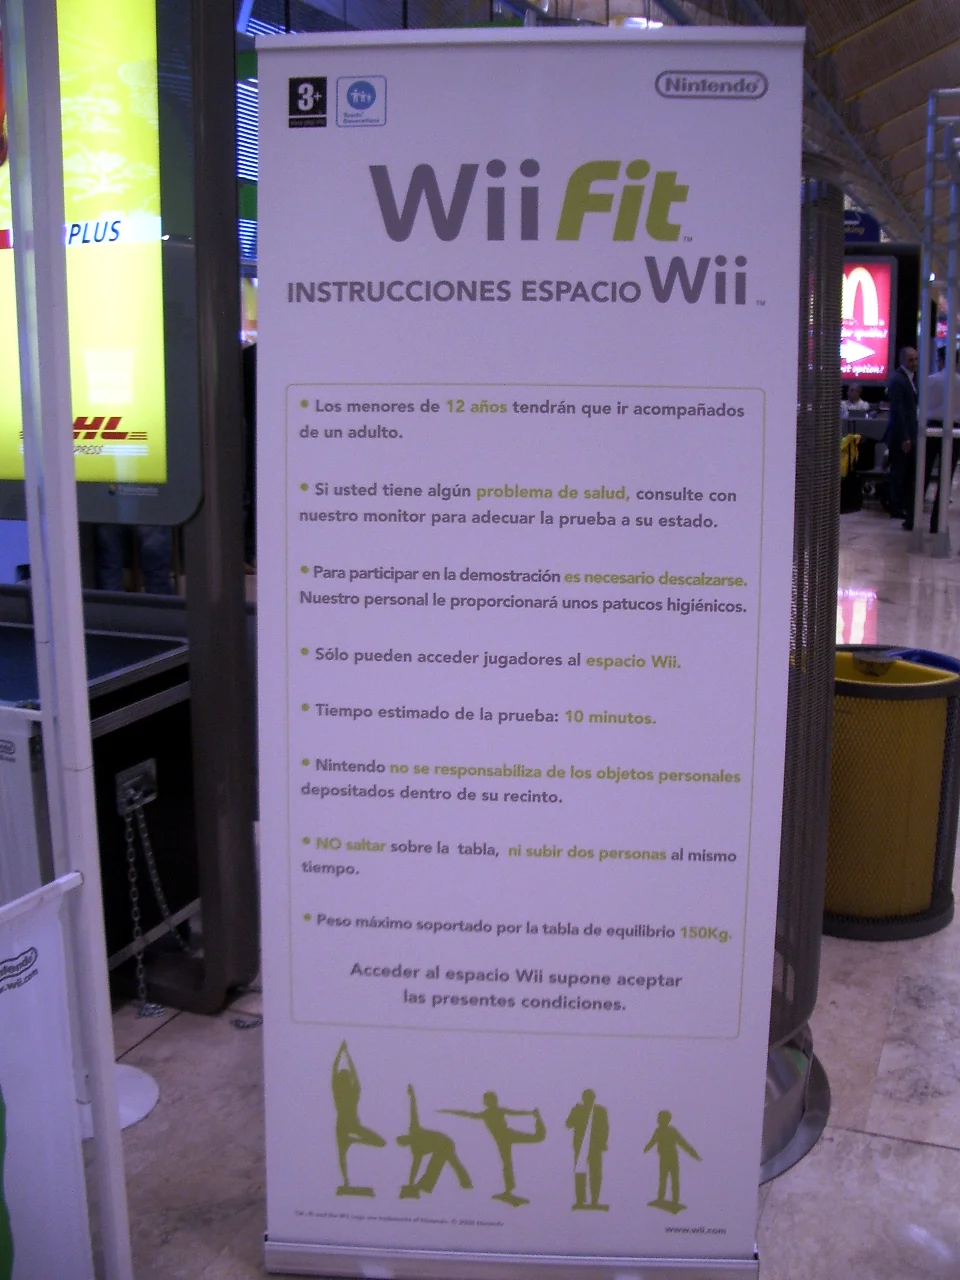 3+
Nintendo
Wii Fit™
INSTRUCCIONES ESPACIO Wii™
• Los menores de 12 años tendrán que ir acompañados
de un adulto.
• Si usted tiene algún problema de salud, consulte con
nuestro monitor para adecuar la prueba a su estado.
• Para participar en la demostración es necesario descalzarse.
Nuestro personal le proporcionará unos patucos higiénicos.
• Sólo pueden acceder jugadores al espacio Wii.
• Tiempo estimado de la prueba: 10 minutos.
• Nintendo no se responsabiliza de los objetos personales
depositados dentro de su recinto.
• NO saltar sobre la tabla, ni subir dos personas al mismo
tiempo.
• Peso máximo soportado por la tabla de equilibrio 150Kg.
Acceder al espacio Wii supone aceptar
las presentes condiciones.
www.wii.com
PLUS
HL